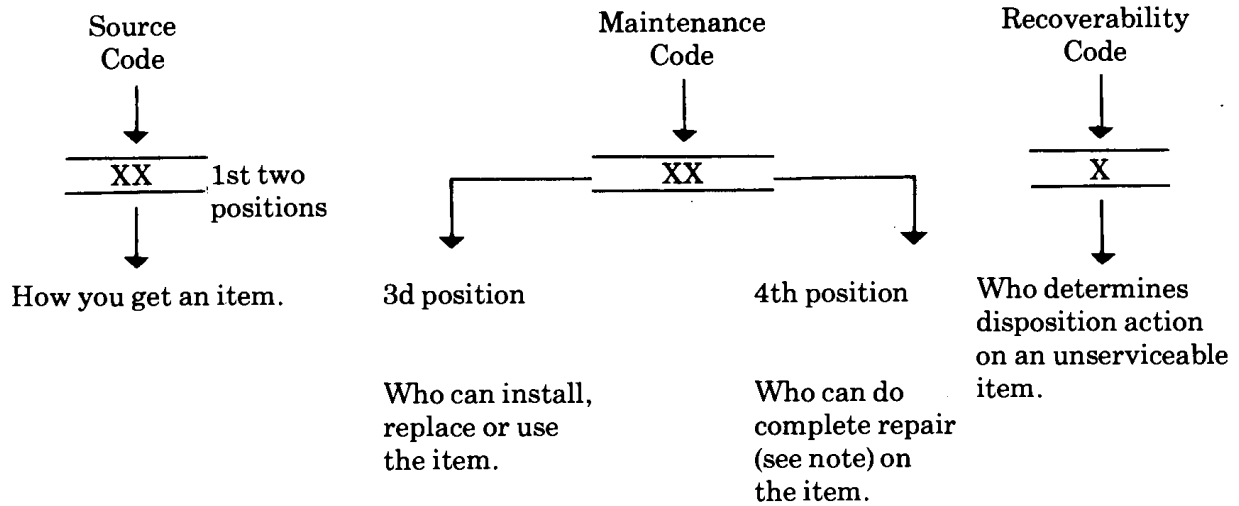 Source
Code
XX
1st two
positions
How you get an item.
Maintenance
Code
XX
3d position
Who can install,
replace or use
the item.
4th position
Who can do
complete repair
(see note) on
the item.
Recoverability
Code
X
Who determines
disposition action
on an unserviceable
item.